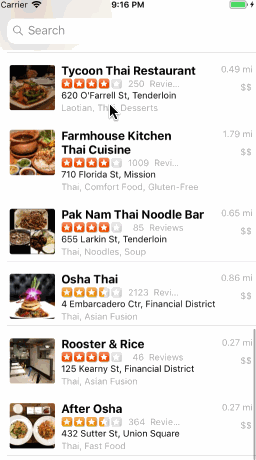 Carrier 9:16 PM
Search
Tycoon Thai Restaurant 0.49 mi
250 Revie... $$
620 O'Farrell St, Tenderloin
Laotian, Thai, Desserts
Farmhouse Kitchen 1.79 mi
Thai Cuisine $$
1009 Revi...
710 Florida St, Mission
Thai, Comfort Food, Gluten-Free
Pak Nam Thai Noodle Bar 0.65 mi
85 Reviews $$
655 Larkin St, Tenderloin
Thai, Noodles, Soup
Osha Thai 0.86 mi
2123 Revi... $$
4 Embarcadero Ctr, Financial District
Thai, Asian Fusion
Rooster & Rice 0.27 mi
46 Reviews $$
125 Kearny St, Financial District
Thai, Asian Fusion
After Osha 0.27 mi
364 Revie... $$
432 Sutter St, Union Square
Thai, Fast Food